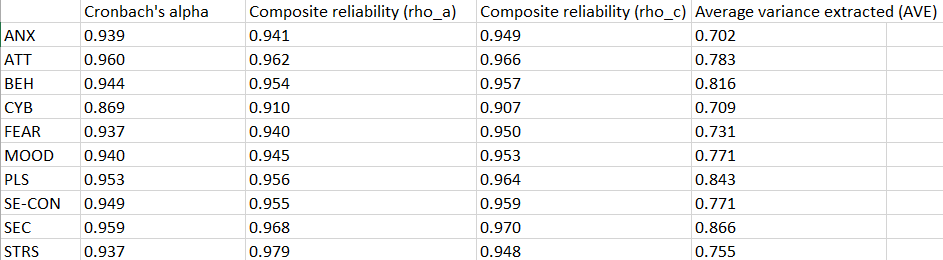 Cronbach's alpha Composite reliability (rho_a) Composite reliability (rho_c) Average variance extracted (AVE)
ANX 0.939 0.941 0.949 0.702
ATT 0.960 0.962 0.966 0.783
BEH 0.944 0.954 0.957 0.816
CYB 0.869 0.910 0.907 0.709
FEAR 0.937 0.940 0.950 0.731
MOOD 0.940 0.945 0.953 0.771
PLS 0.953 0.956 0.964 0.843
SE-CON 0.949 0.955 0.959 0.771
SEC 0.959 0.968 0.970 0.866
STRS 0.937 0.979 0.948 0.755